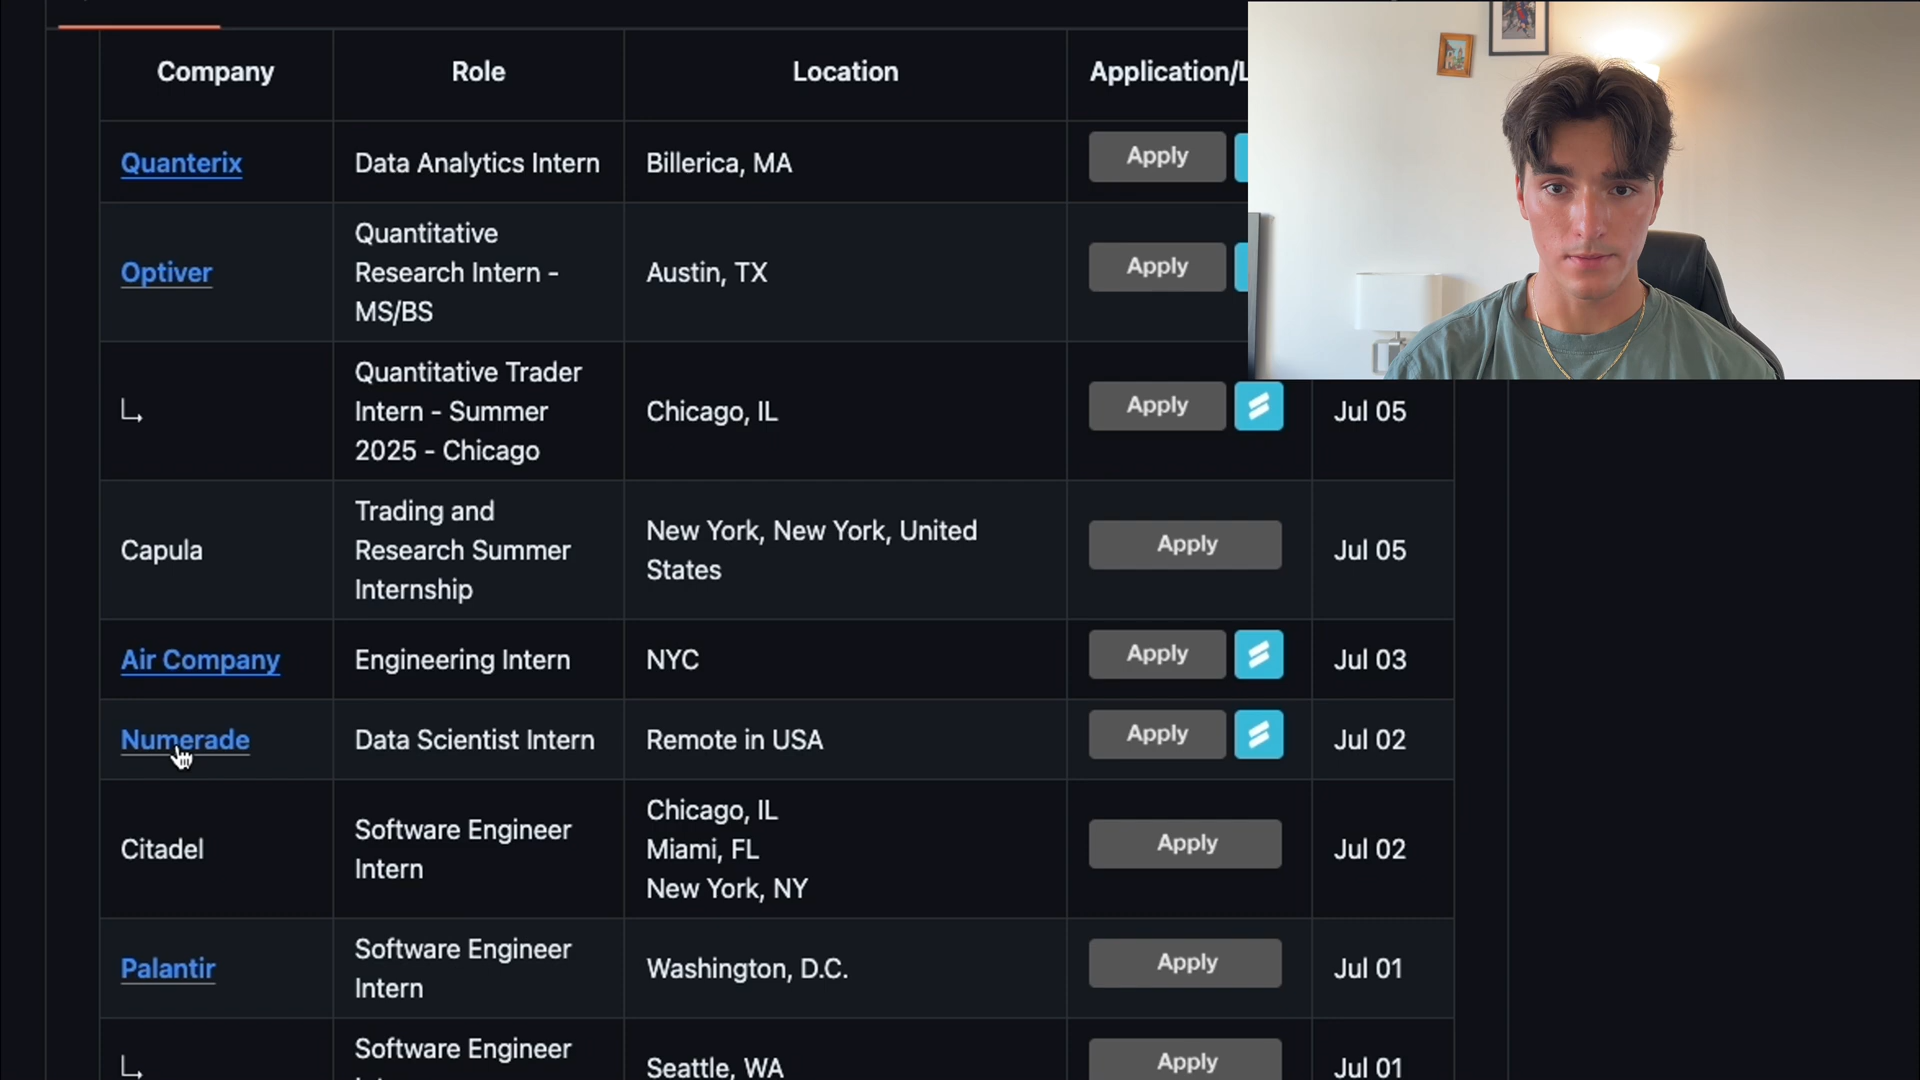 Company Role Location Application/L
Quanterix Data Analytics Intern Billerica, MA Apply
Optiver Quantitative Austin, TX Apply
Research Intern -
MS/BS
↳ Quantitative Trader Chicago, IL Apply Jul 05
Intern - Summer
2025 - Chicago
Capula Trading and New York, New York, United Apply Jul 05
Research Summer States
Internship
Air Company Engineering Intern NYC Apply Jul 03
Numerade Data Scientist Intern Remote in USA Apply Jul 02
Citadel Software Engineer Chicago, IL Apply Jul 02
Intern Miami, FL
New York, NY
Palantir Software Engineer Washington, D.C. Apply Jul 01
Intern
↳ Software Engineer Seattle, WA Apply Jul 01